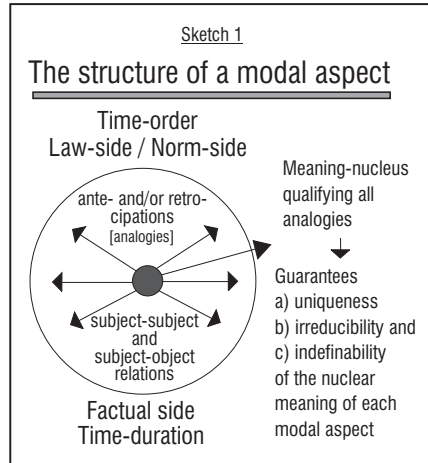 Sketch 1
The structure of a modal aspect
Time-order
Law-side / Norm-side
ante- and/or retro-
cipations
[analogies]
subject-subject
and
subject-object
relations
Factual side
Time-duration
Meaning-nucleus
qualifying all
analogies
Guarantees
a) uniqueness
b) irreducibility and
c) indefinability
of the nuclear
meaning of each
modal aspect